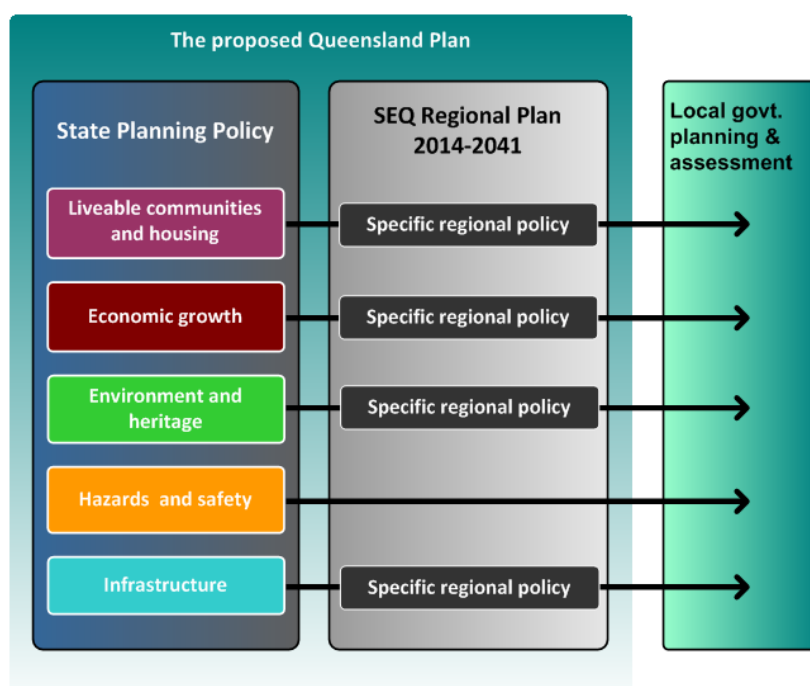 The proposed Queensland Plan
State Planning Policy
SEQ Regional Plan
2014-2041
Local govt.
planning &
assessment
Liveable communities
and housing
Specific regional policy
Economic growth
Specific regional policy
Environment and
heritage
Specific regional policy
Hazards and safety
Infrastructure
Specific regional policy